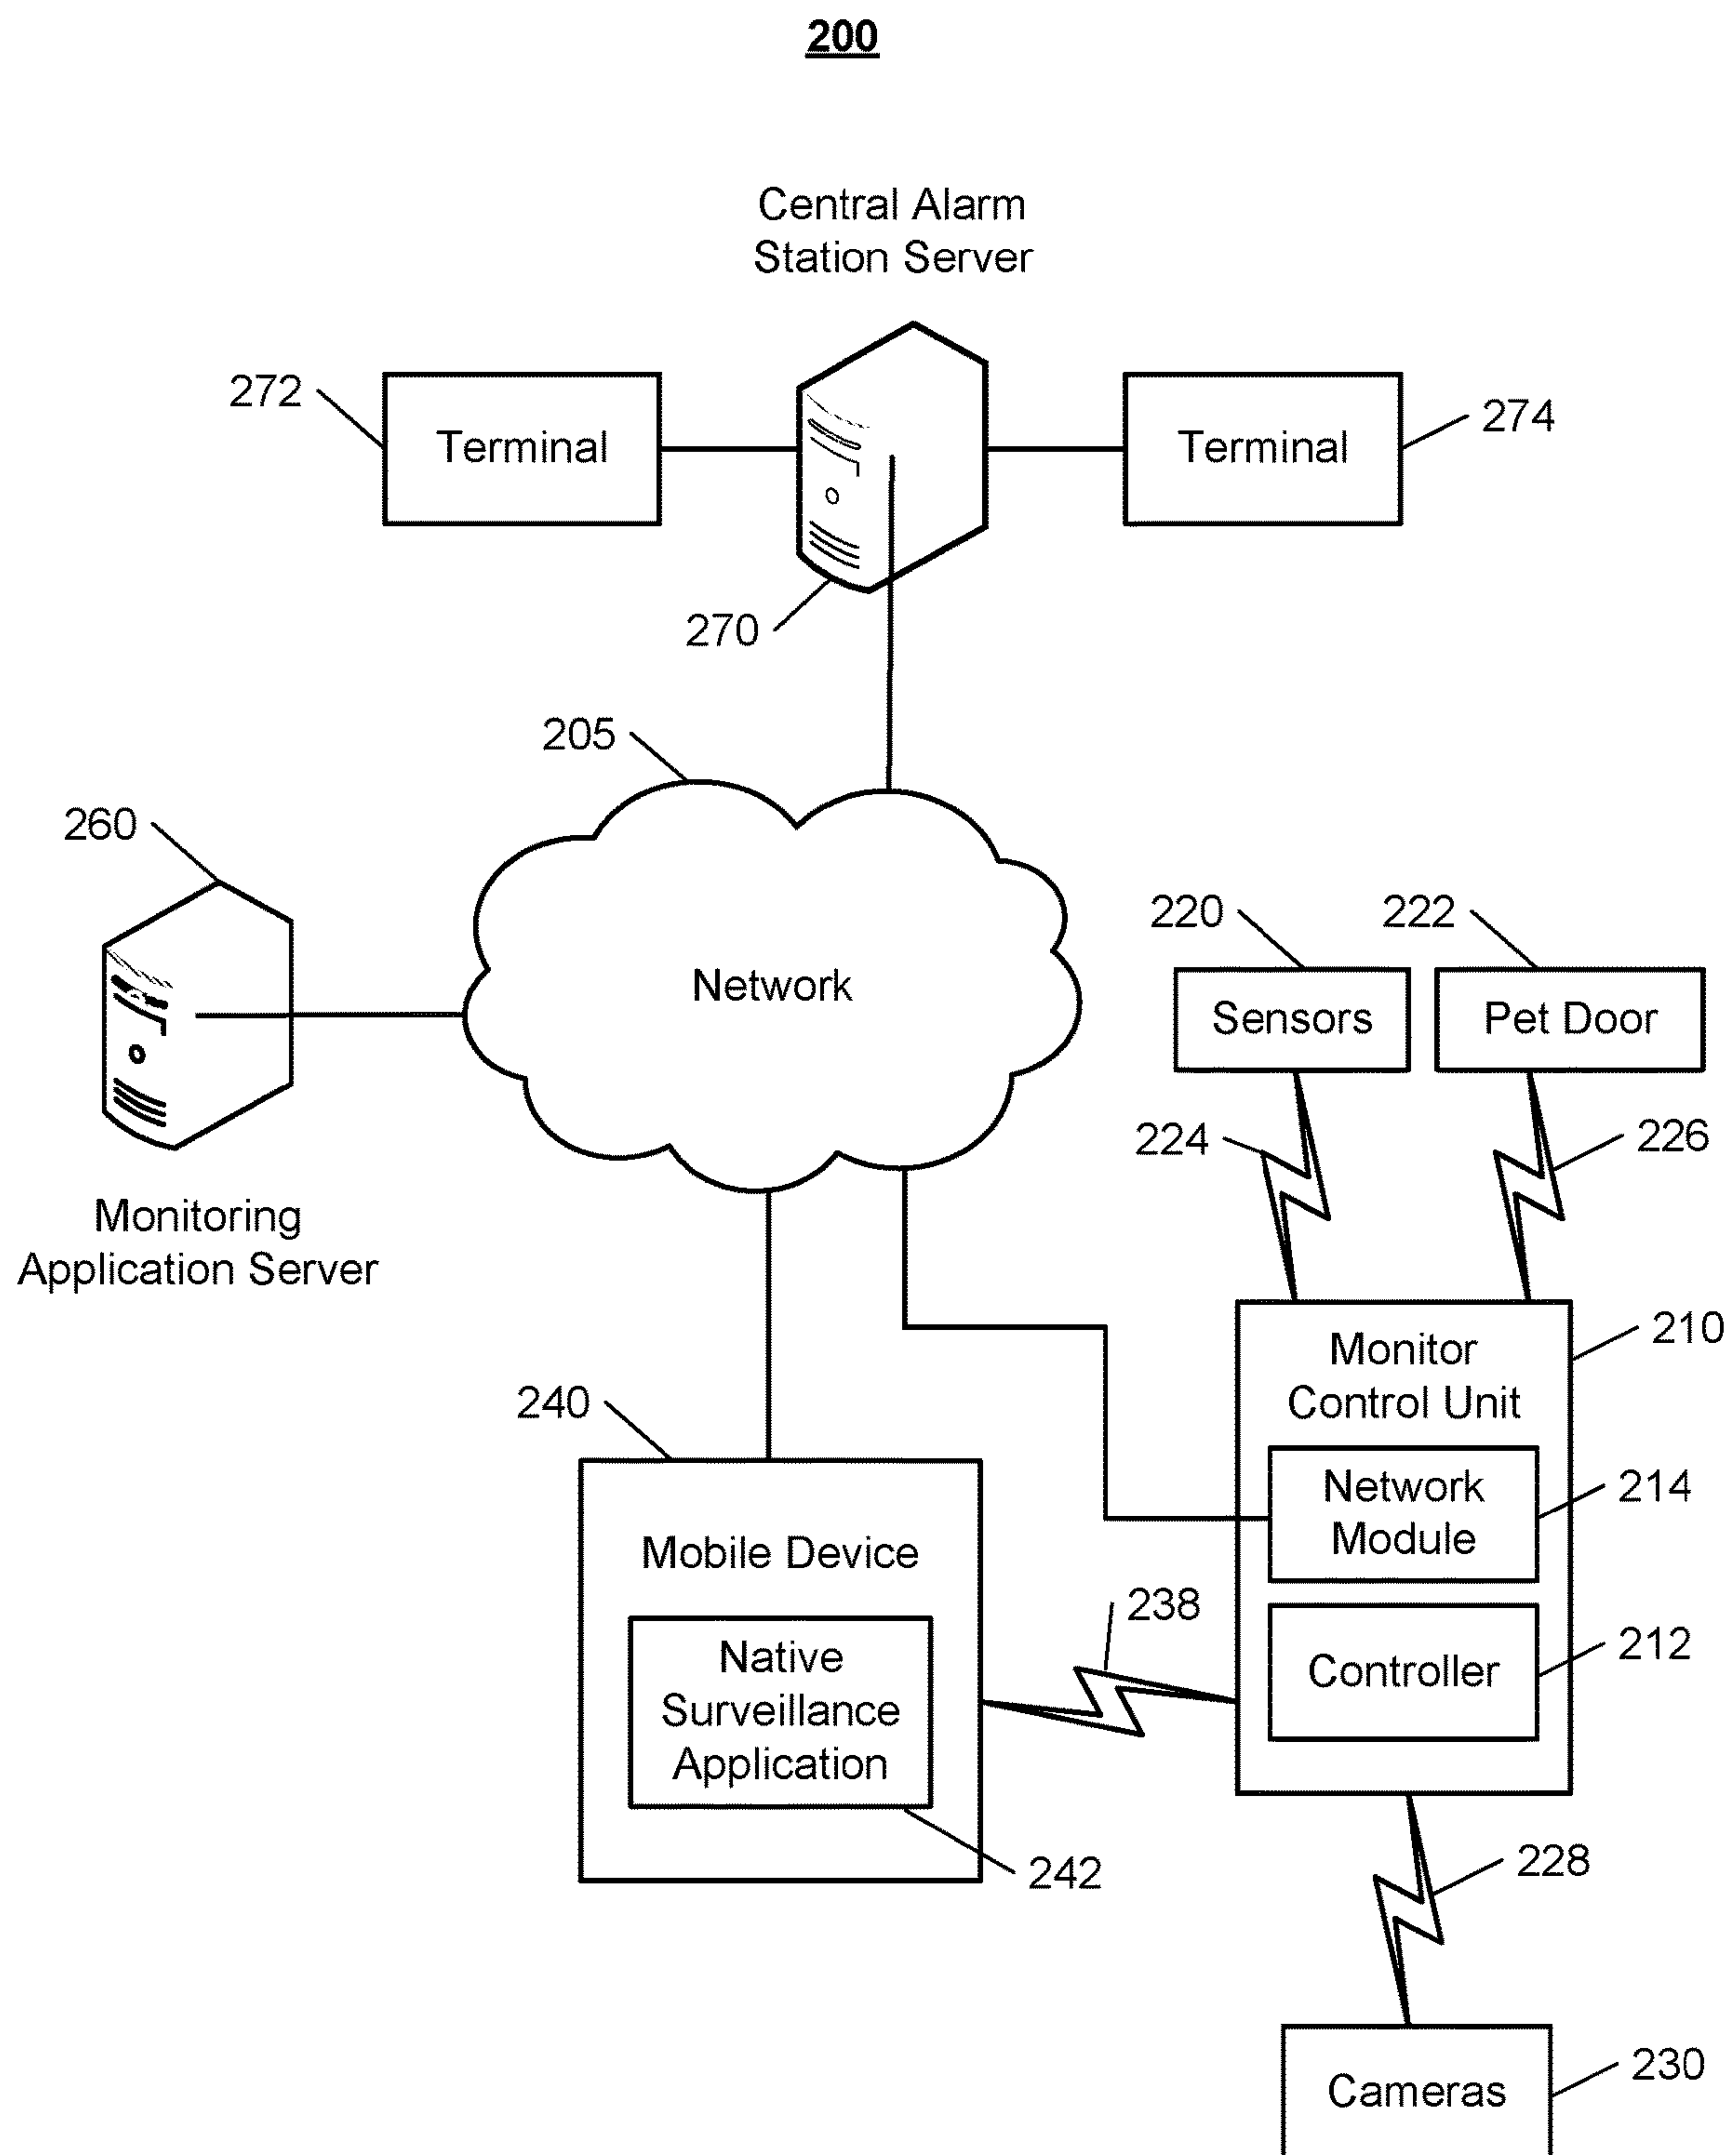 200
Central Alarm
Station Server
272
Terminal
Terminal
274
270
205
260
Network
220
222
Sensors
Pet Door
224
226
Monitoring
Application Server
210
Monitor
Control Unit
240
Network
Module
214
Mobile Device
238
Native
Surveillance
Application
Controller
212
242
228
Cameras
230